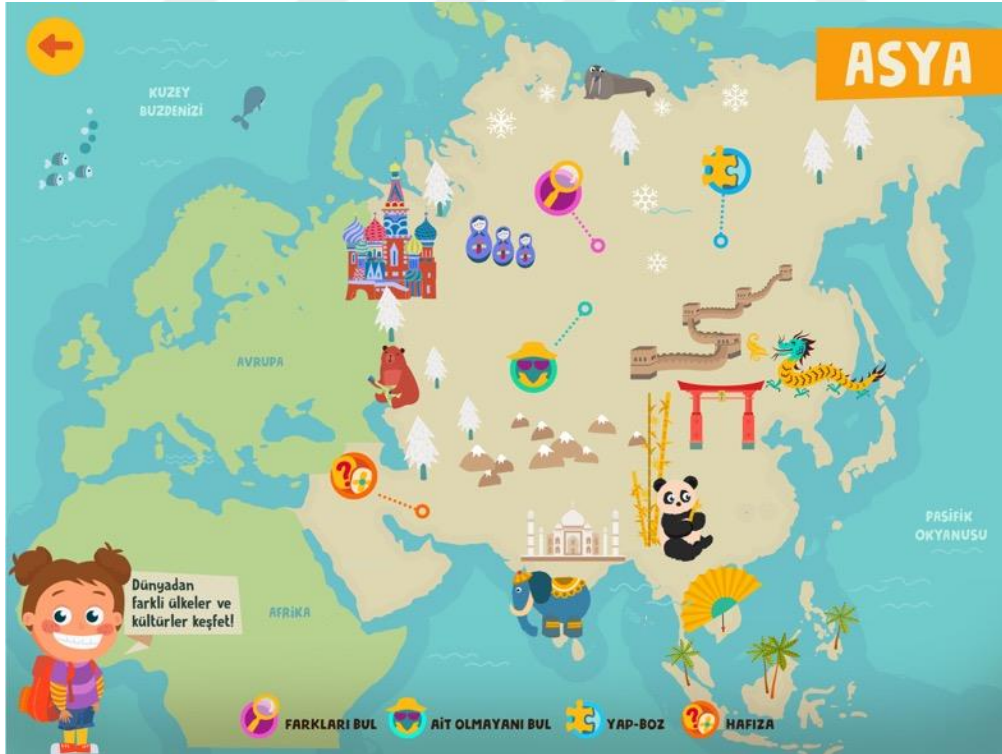 ASYA
KUZEY
BUZDENİZİ
AVRUPA
PASİFİK
OKYANUSU
Dünyadan
farkli ülkeler ve
kültürler keşfet!
AFRİKA
FARKLARI BUL
AİT OLMAYANI BUL
YAP-BOZ
HAFIZA